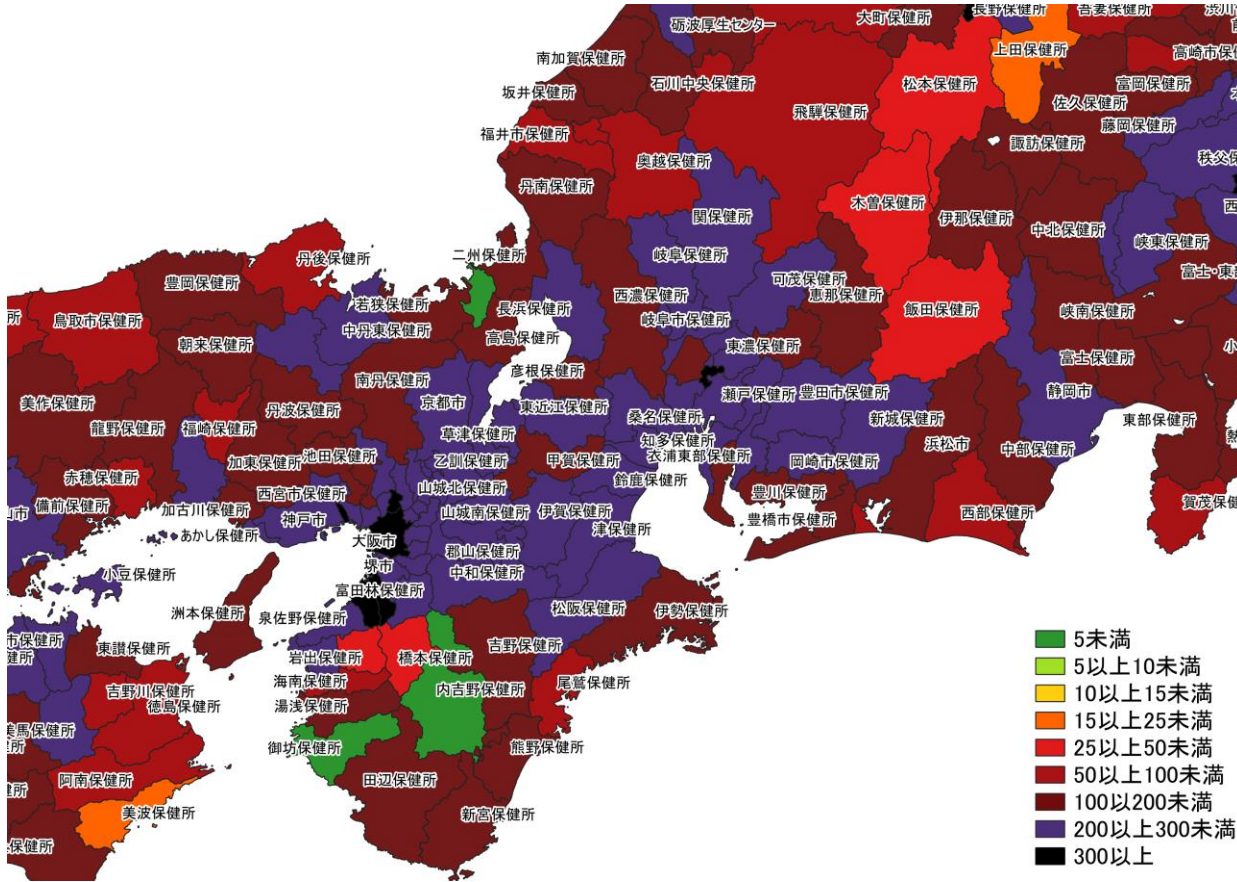 砺波厚生センター
大町保健所
長野保健所
吾妻保健所
渋川
南加賀保健所
石川中央保健所
松本保健所
上田保健所
高崎市保
坂井保健所
飛騨保健所
富岡保健所
佐久保健所
福井市保健所
奥越保健所
諏訪保健所
藤岡保健所
秩父保
丹南保健所
関保健所
木曽保健所
伊那保健所
中北保健所
西
峡東保健所
二州保健所
丹後保健所
岐阜保健所
可茂保健所
恵那保健所
富士・東部
豊岡保健所
若狭保健所
長浜保健所
西濃保健所
飯田保健所
峡南保健所
所
鳥取市保健所
中丹東保健所
高島保健所
岐阜市保健所
朝来保健所
東濃保健所
富士保健所
小
南丹保健所
彦根保健所
瀬戸保健所
豊田市保健所
静岡市
美作保健所
丹波保健所
京都市
東近江保健所
桑名保健所
新城保健所
東部保健所
龍野保健所
福崎保健所
草津保健所
知多保健所
浜松市
中部保健所
熱
加東保健所
池田保健所
乙訓保健所
甲賀保健所
衣浦東部保健所
岡崎市保健所
赤穂保健所
西宮市保健所
山城北保健所
鈴鹿保健所
豊川保健所
備前保健所
加古川保健所
神戸市
山城南保健所
伊賀保健所
豊橋市保健所
西部保健所
賀茂保健
山市
あかし保健所
大阪市
郡山保健所
津保健所
小豆保健所
堺市
中和保健所
富田林保健所
洲本保健所
泉佐野保健所
松阪保健所
伊勢保健所
市保健所
東讃保健所
岩出保健所
橋本保健所
吉野保健所
健所
吉野川保健所
海南保健所
内吉野保健所
尾鷲保健所
徳島保健所
湯浅保健所
美馬保健所
御坊保健所
熊野保健所
健所
阿南保健所
田辺保健所
健所
美波保健所
新宮保健所
保健所
5未満
5以上10未満
10以上15未満
15以上25未満
25以上50未満
50以上100未満
100以200未満
200以上300未満
300以上